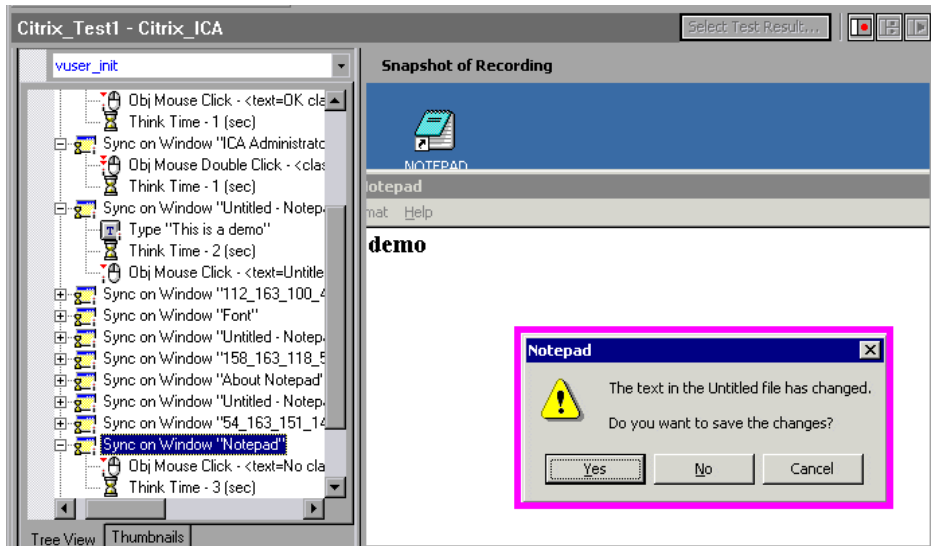 Citrix_Test1 - Citrix_ICA
Select Test Result...
vuser_init
Snapshot of Recording
Obj Mouse Click - <text=OK cla
Think Time - 1 (sec)
Sync on Window "ICA Administrato
Obj Mouse Double Click - <clas
Think Time - 1 (sec)
Sync on Window "Untitled - Notep
Type "This is a demo"
Think Time - 2 (sec)
Obj Mouse Click - <text=Untitle
Sync on Window "112_163_100_4
Sync on Window "Font"
Sync on Window "Untitled - Notep
Sync on Window "158_163_118_5
Sync on Window "About Notepad"
Sync on Window "Untitled - Notep
Sync on Window "54_163_151_14
Sync on Window "Notepad"
Obj Mouse Click - <text=No cla
Think Time - 3 (sec)
Tree View
Thumbnails
NOTEPAD
lotepad
mat Help
demo
Notepad
The text in the Untitled file has changed.
Do you want to save the changes?
Yes
No
Cancel